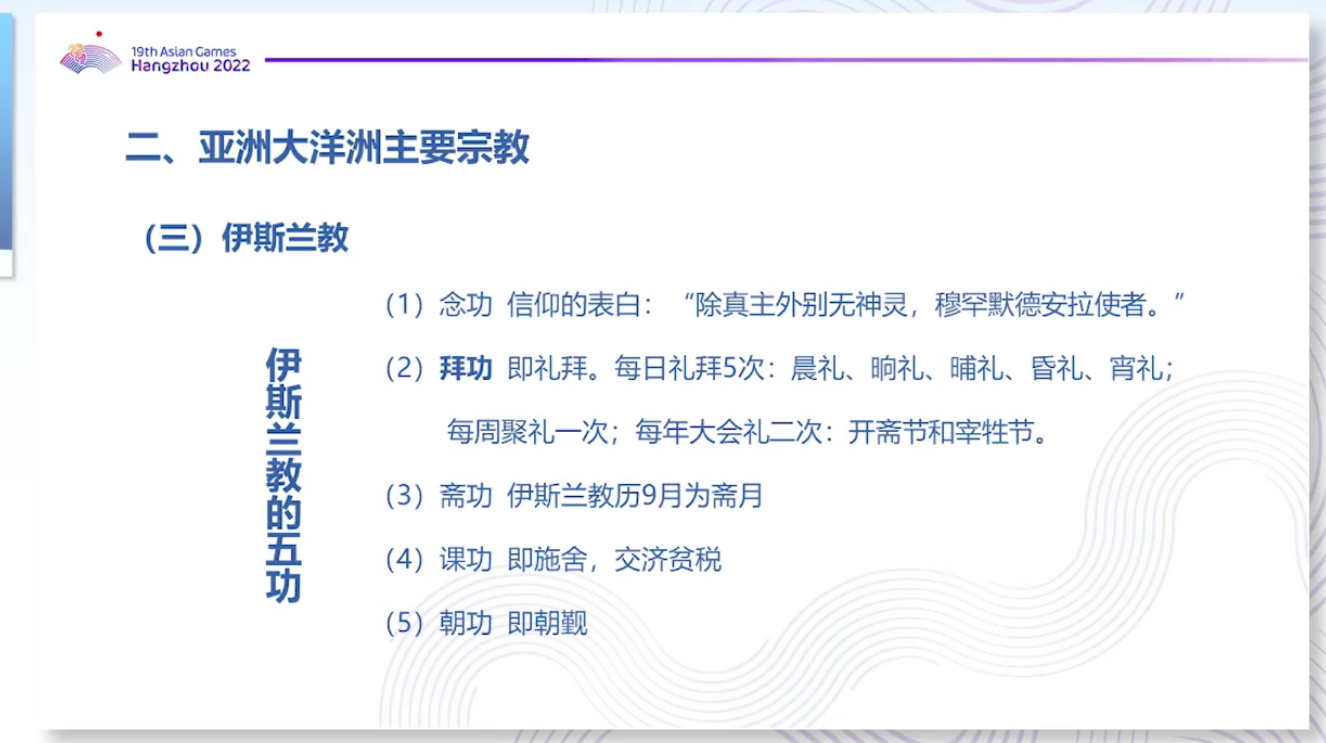 19th Asian Games
Hangzhou 2022
二、亚洲大洋洲主要宗教
（三）伊斯兰教
伊斯兰教的五功
（1）念功 信仰的表白：“除真主外别无神灵，穆罕默德安拉使者。”
（2）拜功 即礼拜。每日礼拜5次：晨礼、晌礼、晡礼、昏礼、宵礼；
每周聚礼一次；每年大会礼二次：开斋节和宰牲节。
（3）斋功 伊斯兰教历9月为斋月
（4）课功 即施舍，交济贫税
（5）朝功 即朝觐